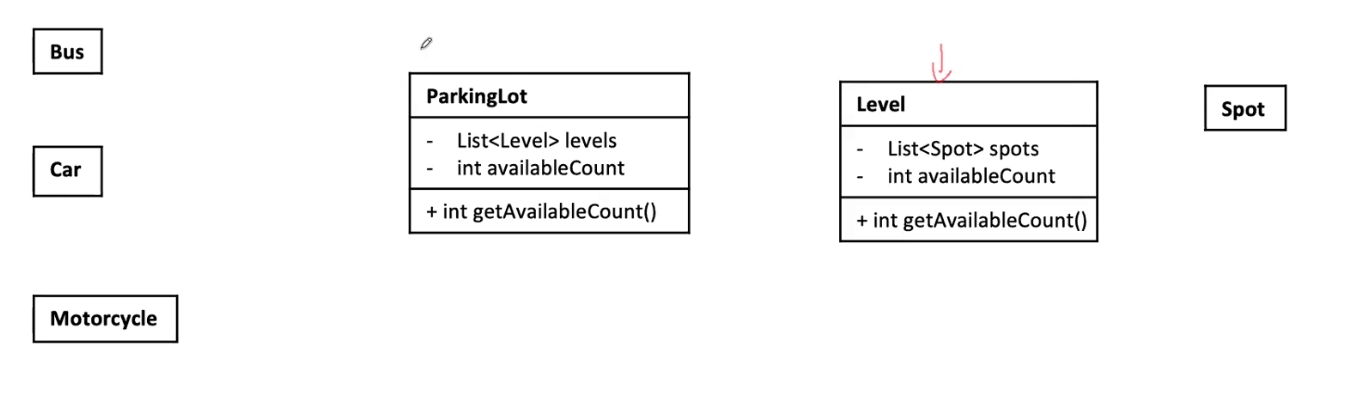 Bus
Car
Motorcycle
ParkingLot
- List<Level> levels
- int availableCount
+ int getAvailableCount()
Level
- List<Spot> spots
- int availableCount
+ int getAvailableCount()
Spot